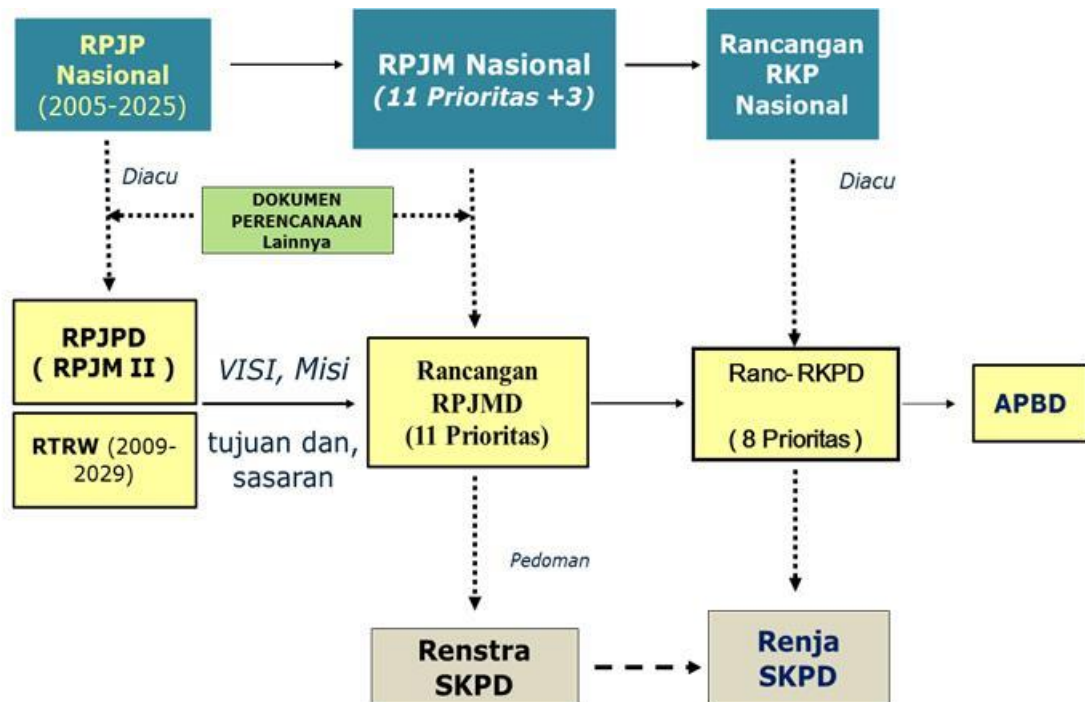 RPJP
Nasional
(2005-2025)
RPJM Nasional
(11 Prioritas +3)
Rancangan
RKP
Nasional
Diacu
DOKUMEN
PERENCANAAN
Lainnya
Diacu
RPJPD
( RPJM II )
RTRW (2009-
2029)
VISI, Misi
tujuan dan,
sasaran
Rancangan
RPJMD
(11 Prioritas)
Ranc- RKPD
( 8 Prioritas )
APBD
Pedoman
Renstra
SKPD
Renja
SKPD